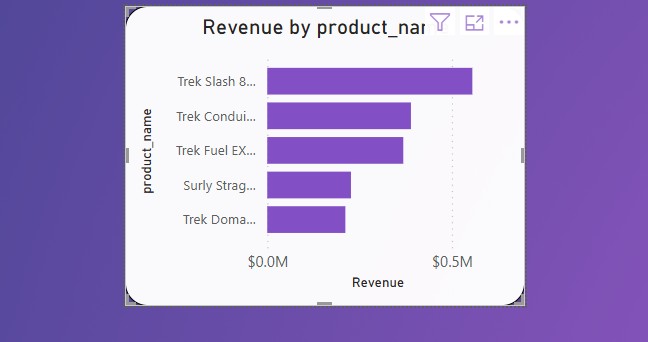 Revenue by product_nar
Trek Slash 8...
Trek Condui...
Trek Fuel EX...
Surly Strag...
Trek Doma...
product_name
$0.0M $0.5M
Revenue